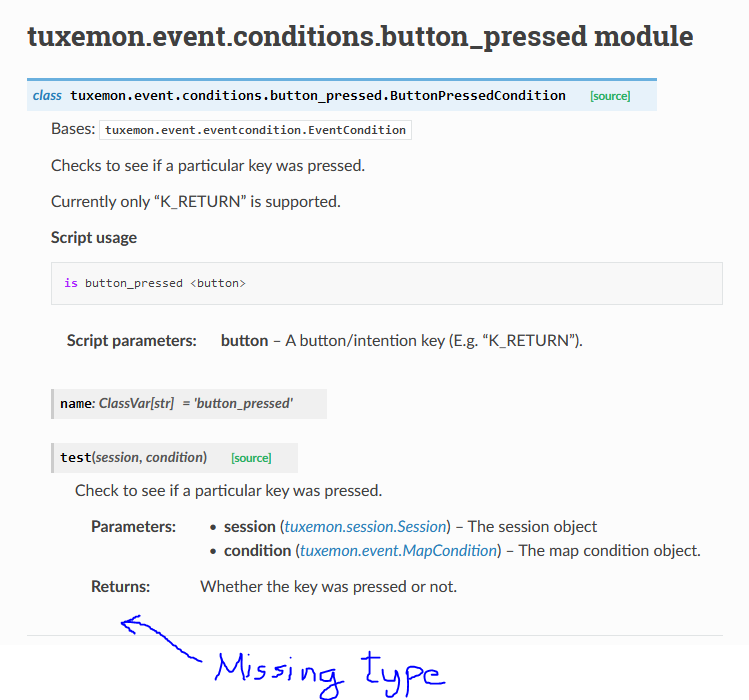 tuxemon.event.conditions.button_pressed module
class tuxemon.event.conditions.button_pressed.ButtonPressedCondition [source]
Bases: tuxemon.event.eventcondition.EventCondition
Checks to see if a particular key was pressed.
Currently only “K_RETURN” is supported.
Script usage
is button_pressed <button>
Script parameters: button – A button/intention key (E.g. “K_RETURN”).
name: ClassVar[str] = 'button_pressed'
test(session, condition) [source]
Check to see if a particular key was pressed.
Parameters: • session (tuxemon.session.Session) – The session object
• condition (tuxemon.event.MapCondition) – The map condition object.
Returns: Whether the key was pressed or not.
Missing type